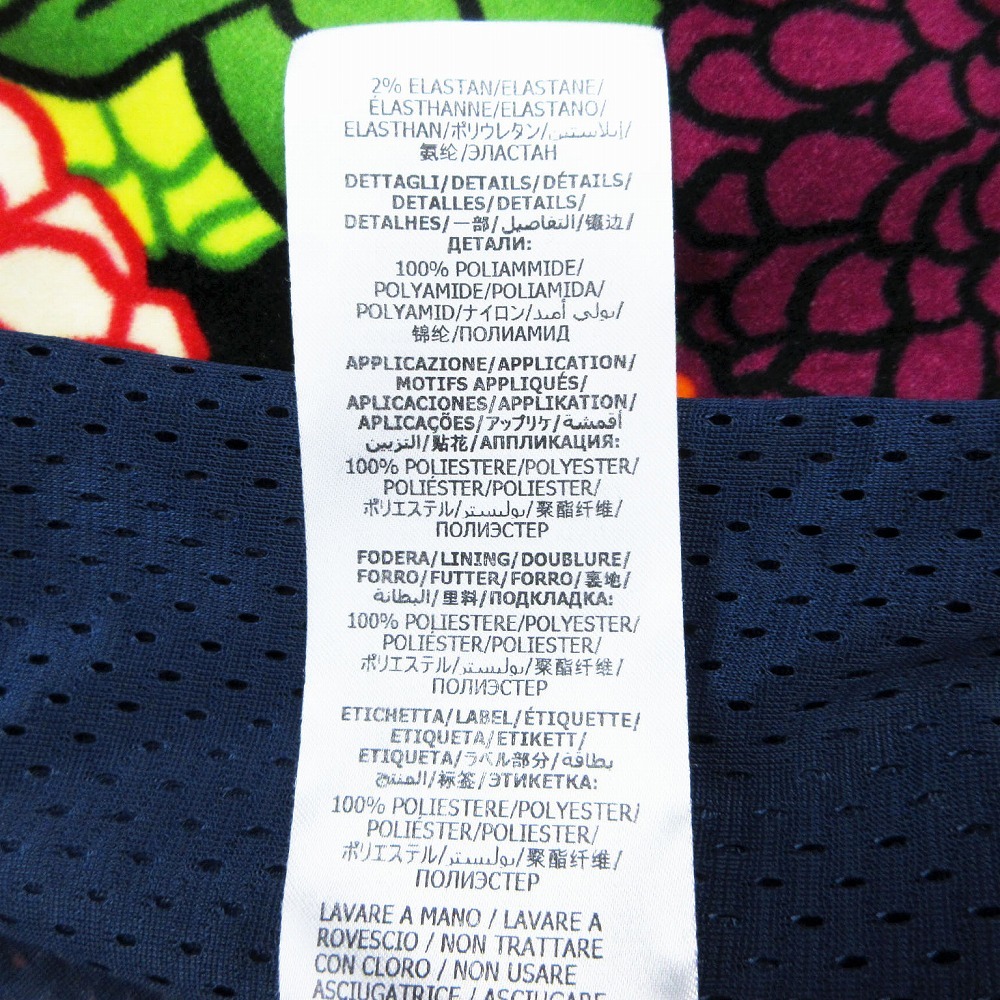 2% ELASTAN/ELASTANE/
ÉLASTHANNE/ELASTANO/
ELASTHAN/ポリウレタン/إيلاستين/
氨纶/ЭЛАСТАН
DETTAGLI/DETAILS/DÉTAILS/
DETALLES/DETAILS/
DETALHES/一部/التفاصيل/镶边/
ДЕТАЛИ:
100% POLIAMMIDE/
POLYAMIDE/POLIAMIDA/
POLYAMID/ナイロン/بولي أميد/
锦纶/ПОЛИАМИД
APPLICAZIONE/APPLICATION/
MOTIFS APPLIQUÉS/
APLICACIONES/APPLIKATION/
APLICAÇÕES/アップリケ/أقمشة
التزيين/贴花/АППЛИКАЦИЯ:
100% POLIESTERE/POLYESTER/
POLIÉSTER/POLIESTER/
ポリエステル/بوليستر/聚酯纤维/
ПОЛИЭСТЕР
FODERA/LINING/DOUBLURE/
FORRO/FUTTER/FORRO/裏地/
البطانة/里料/ПОДКЛАДКА:
100% POLIESTERE/POLYESTER/
POLIÉSTER/POLIESTER/
ポリエステル/بوليستر/聚酯纤维/
ПОЛИЭСТЕР
ETICHETTA/LABEL/ÉTIQUETTE/
ETIQUETA/ETIKETT/
ETIQUETA/ラベル部分/بطاقة
المنتج/标签/ЭТИКЕТКА:
100% POLIESTERE/POLYESTER/
POLIÉSTER/POLIESTER/
ポリエステル/بوليستر/聚酯纤维/
ПОЛИЭСТЕР
LAVARE A MANO / LAVARE A
ROVESCIO / NON TRATTARE
CON CLORO / NON USARE
ASCIUGATRICE / ASCIUGARE